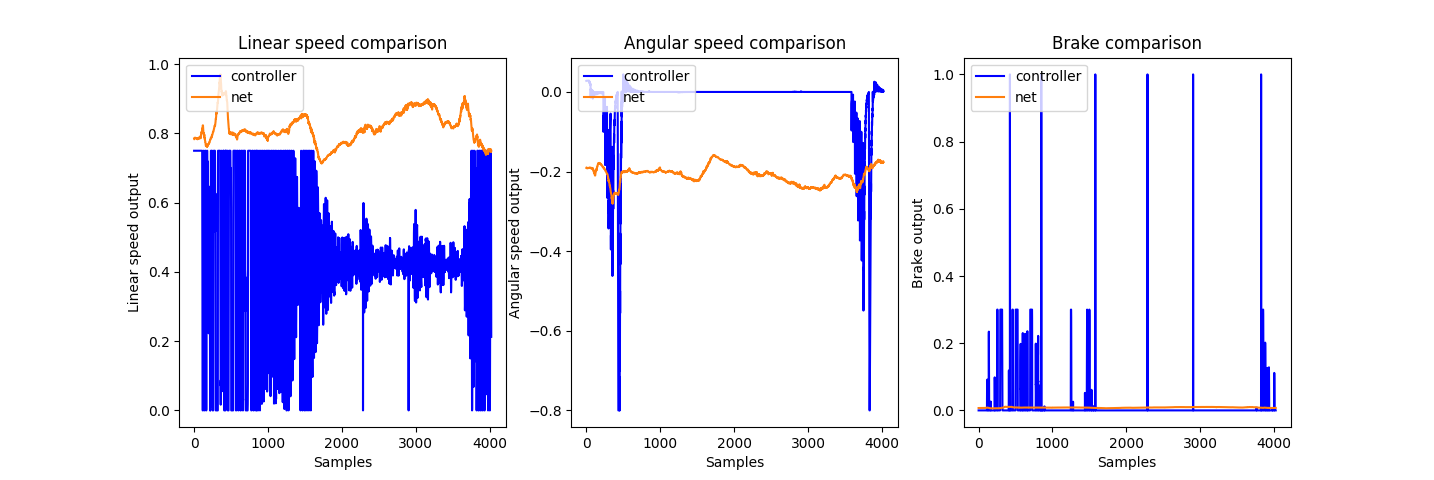 Linear speed comparison
1.0
0.8
0.6
0.4
0.2
0.0
Linear speed output
controller
net
0
1000
2000
3000
4000
Samples
Angular speed comparison
0.0
−0.2
−0.4
−0.6
−0.8
Angular speed output
controller
net
0
1000
2000
3000
4000
Samples
Brake comparison
1.0
0.8
0.6
0.4
0.2
0.0
Brake output
controller
net
0
1000
2000
3000
4000
Samples